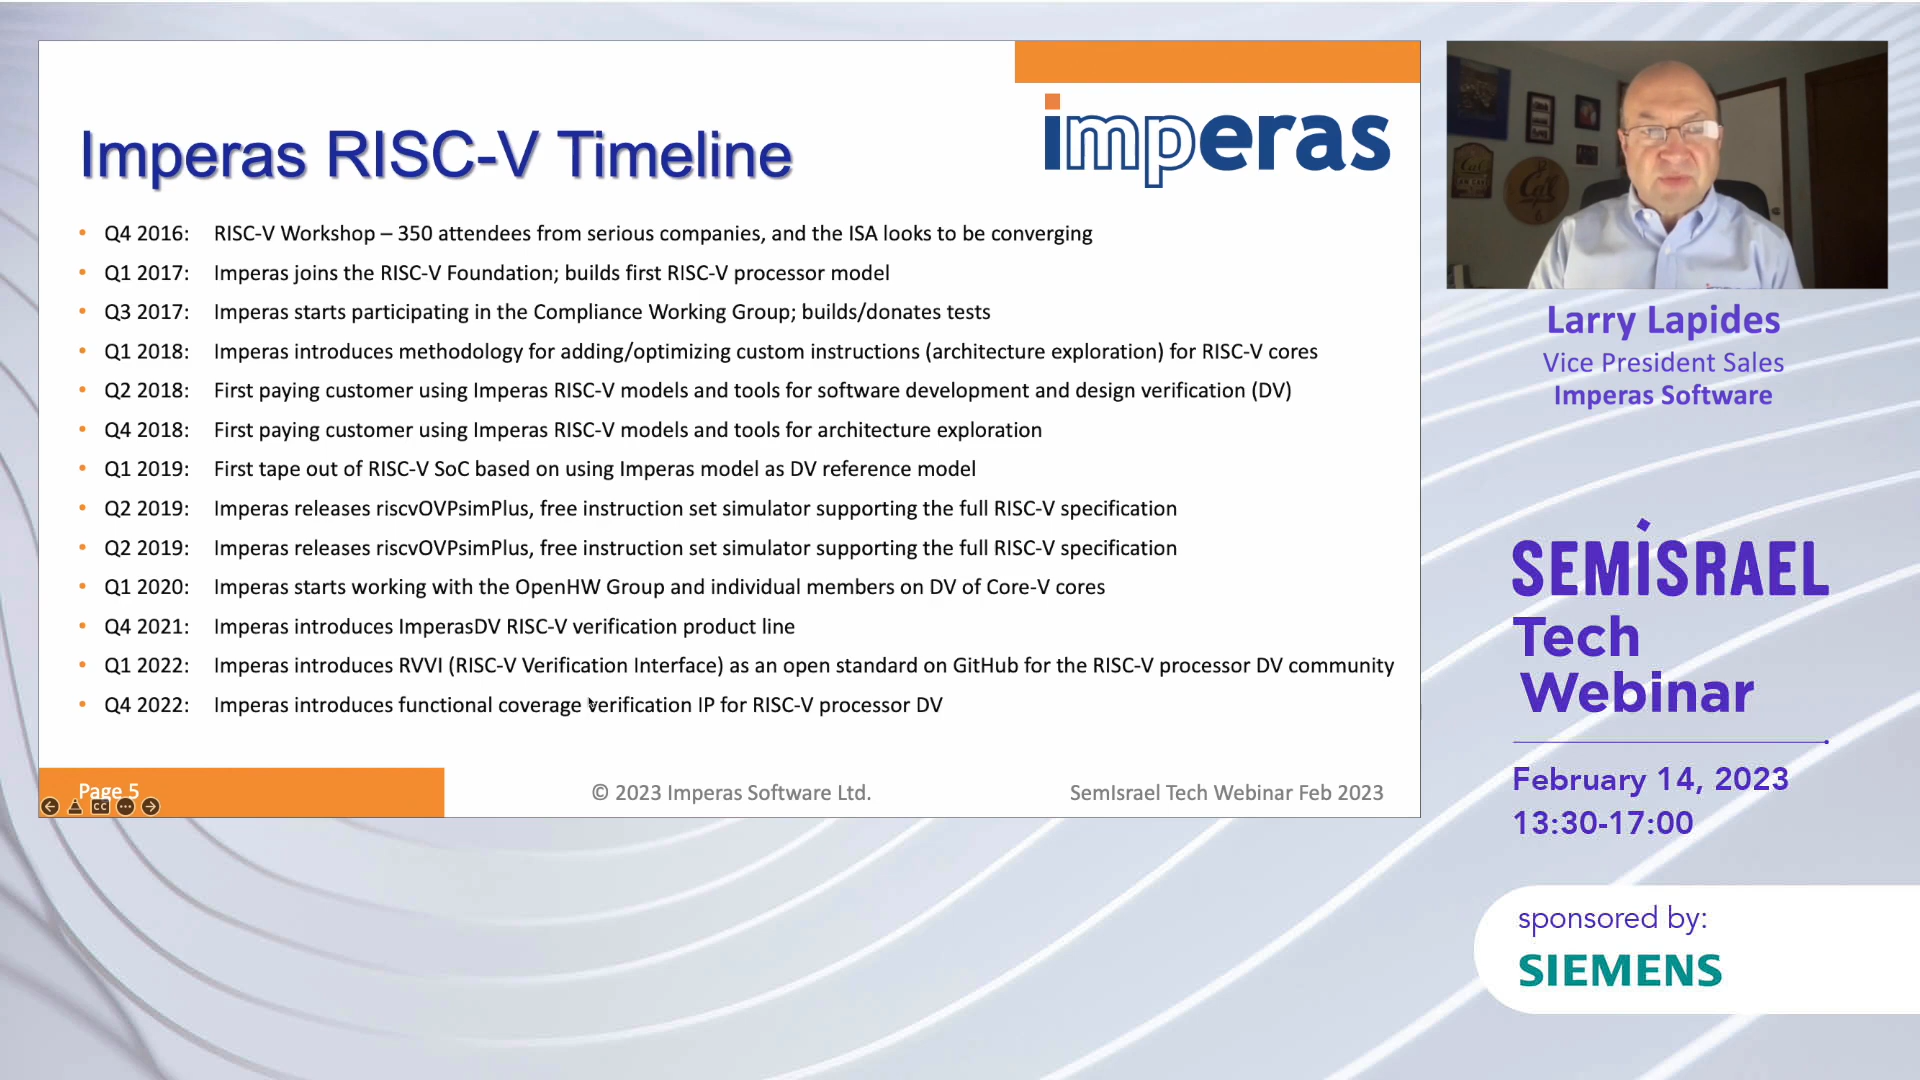 imperas
Imperas RISC-V Timeline
• Q4 2016: RISC-V Workshop – 350 attendees from serious companies, and the ISA looks to be converging
• Q1 2017: Imperas joins the RISC-V Foundation; builds first RISC-V processor model
• Q3 2017: Imperas starts participating in the Compliance Working Group; builds/donates tests
• Q1 2018: Imperas introduces methodology for adding/optimizing custom instructions (architecture exploration) for RISC-V cores
• Q2 2018: First paying customer using Imperas RISC-V models and tools for software development and design verification (DV)
• Q4 2018: First paying customer using Imperas RISC-V models and tools for architecture exploration
• Q1 2019: First tape out of RISC-V SoC based on using Imperas model as DV reference model
• Q2 2019: Imperas releases riscvOVPsimPlus, free instruction set simulator supporting the full RISC-V specification
• Q2 2019: Imperas releases riscvOVPsimPlus, free instruction set simulator supporting the full RISC-V specification
• Q1 2020: Imperas starts working with the OpenHW Group and individual members on DV of Core-V cores
• Q4 2021: Imperas introduces ImperasDV RISC-V verification product line
• Q1 2022: Imperas introduces RVVI (RISC-V Verification Interface) as an open standard on GitHub for the RISC-V processor DV community
• Q4 2022: Imperas introduces functional coverage verification IP for RISC-V processor DV
Page 5
CC
© 2023 Imperas Software Ltd.
SemIsrael Tech Webinar Feb 2023
Cal
Larry Lapides
Vice President Sales
Imperas Software
SEMISRAEL
Tech
Webinar
February 14, 2023
13:30-17:00
sponsored by:
SIEMENS